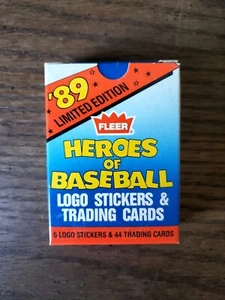 '89
LIMITED EDITION
FLEER
HEROES
OF
BASEBALL
LOGO STICKERS &
TRADING CARDS
6 LOGO STICKERS & 44 TRADING CARDS